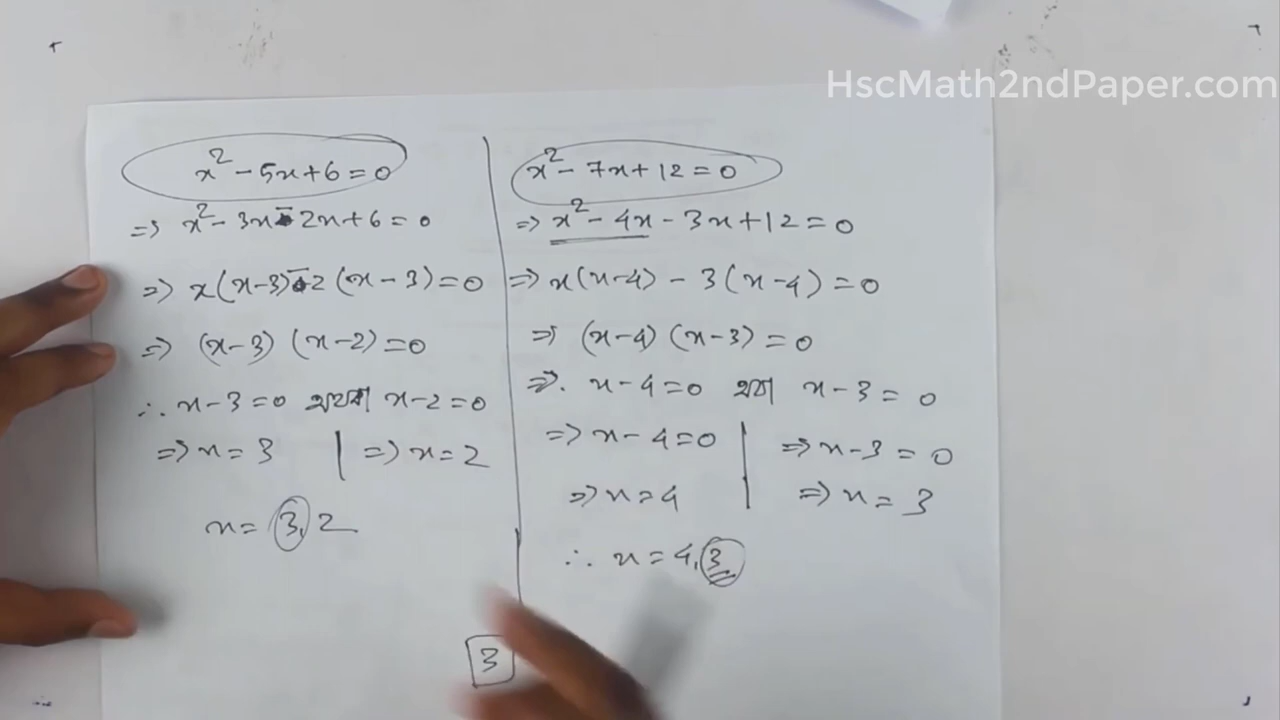 HscMath2ndPaper.com
x² - 5x + 6 = 0
⇒ x² - 3x - 2x + 6 = 0
⇒ x(x-3) - 2(x-3) = 0
⇒ (x-3) (x-2) = 0
∴ x-3 = 0 অথবা x-2 = 0
⇒ x = 3 | ⇒ x = 2
x = 3, 2
x² - 7x + 12 = 0
⇒ x² - 4x - 3x + 12 = 0
⇒ x(x-4) - 3(x-4) = 0
⇒ (x-4) (x-3) = 0
⇒. x-4 = 0 x-3 = 0
⇒ x-4 = 0 | ⇒ x-3 = 0
⇒ x = 4 | ⇒ x = 3
∴ x = 4, 3
3